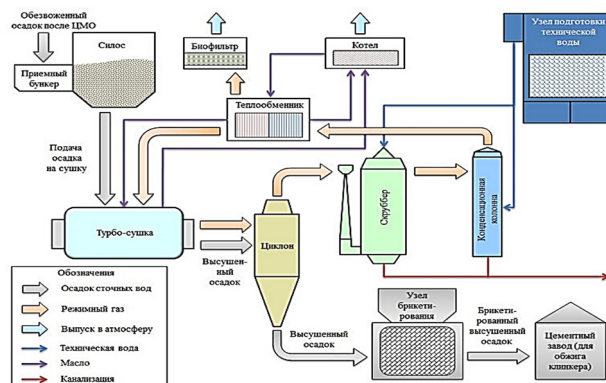 Обезвоженный
осадок после ЦМО
Силос
Приемный
бункер
Биофильтр
Котел
Узел подготовки
технической
воды
Теплообменник
Подача
осадка
на сушку
Турбо-сушка
Циклон
Скруббер
Конденсационная
колонна
Высушен-
ный
осадок
Обозначения
Осадок сточных вод
Режимный газ
Выпуск в атмосферу
Техническая вода
Масло
Канализация
Высушенный
осадок
Узел
брикети-
рования
Брикети-
рованный
высушенный
осадок
Цементный
завод (для
обжига
клинкера)